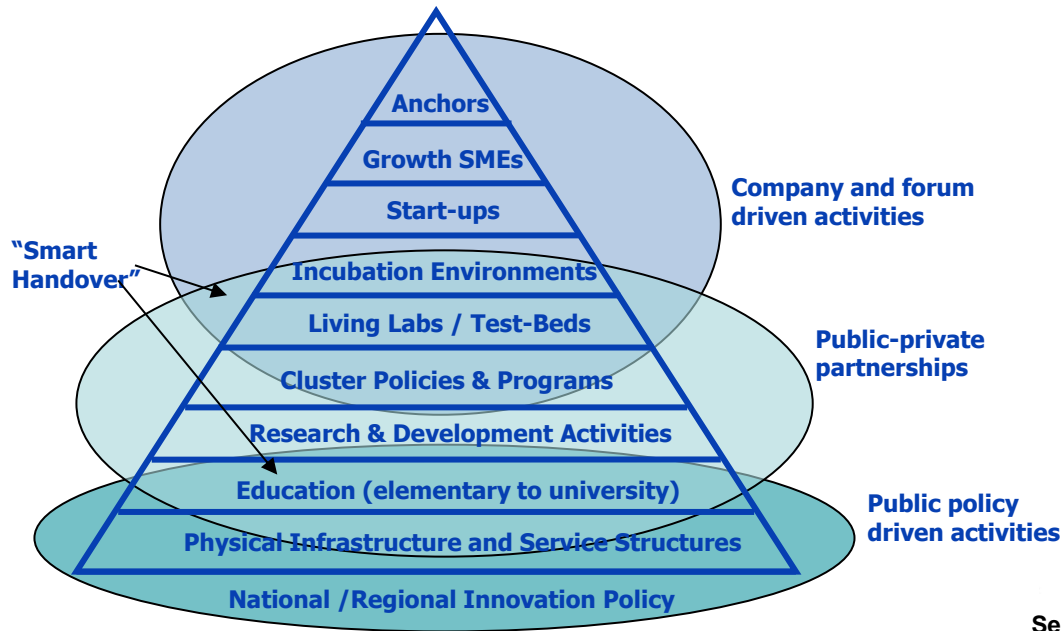 Anchors
Growth SMEs
Start-ups
Company and forum
driven activities
“Smart
Handover”
Incubation Environments
Living Labs / Test-Beds
Public-private
partnerships
Cluster Policies & Programs
Research & Development Activities
Education (elementary to university)
Public policy
driven activities
Physical Infrastructure and Service Structures
National /Regional Innovation Policy
Se